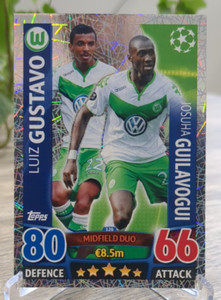 LUIZ GUSTAVO
JOSUHA GUILAVOGUI
Topps
MIDFIELD DUO
€8.5m
80
DEFENCE
66
ATTACK